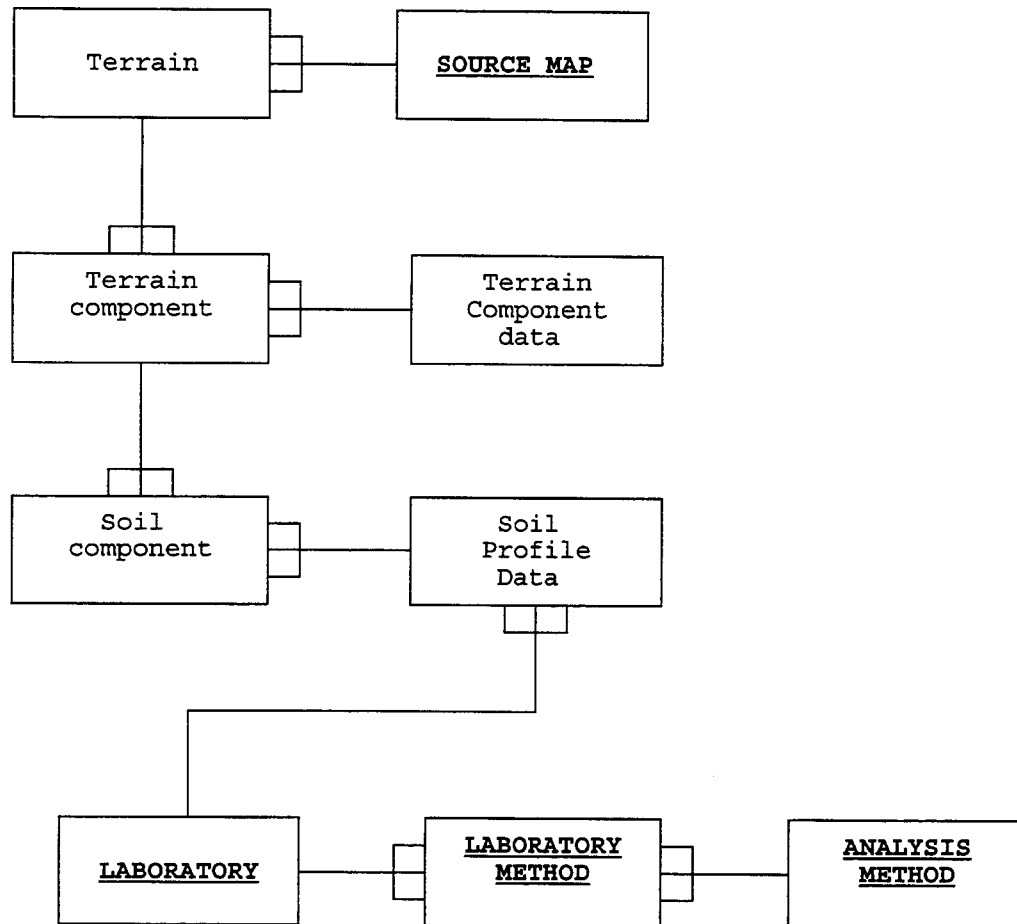 Terrain
SOURCE MAP
Terrain
component
Terrain
Component
data
Soil
component
Soil
Profile
Data
LABORATORY
LABORATORY
METHOD
ANALYSIS
METHOD